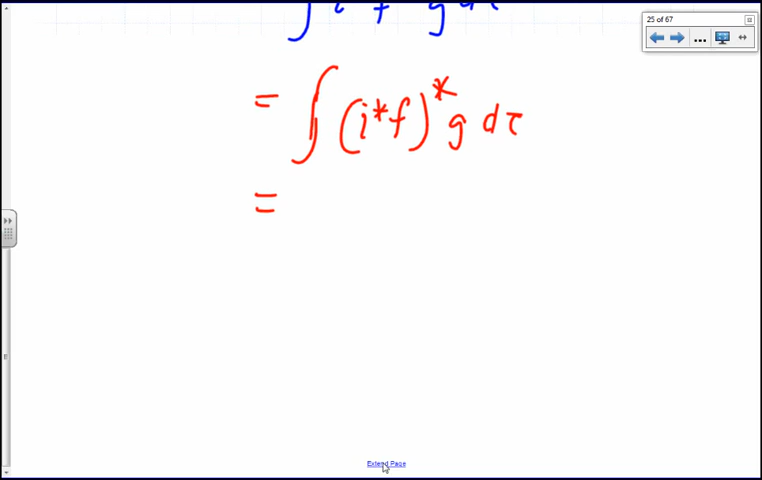 25 of 67
= ∫ (i*f)* g dτ
=
Extend Page